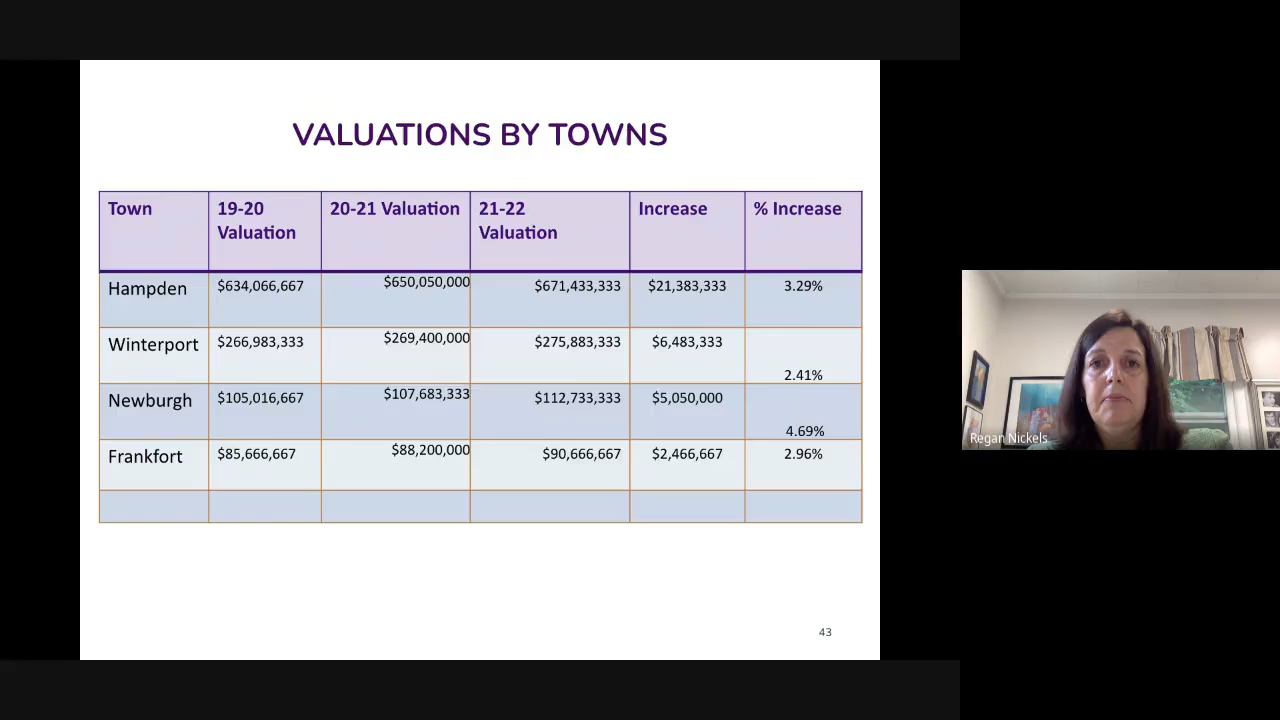 VALUATIONS BY TOWNS
Town 19-20 Valuation 20-21 Valuation 21-22 Valuation Increase % Increase
Hampden $634,066,667 $650,050,000 $671,433,333 $21,383,333 3.29%
Winterport $266,983,333 $269,400,000 $275,883,333 $6,483,333 2.41%
Newburgh $105,016,667 $107,683,333 $112,733,333 $5,050,000 4.69%
Frankfort $85,666,667 $88,200,000 $90,666,667 $2,466,667 2.96%
43
Regan Nickels